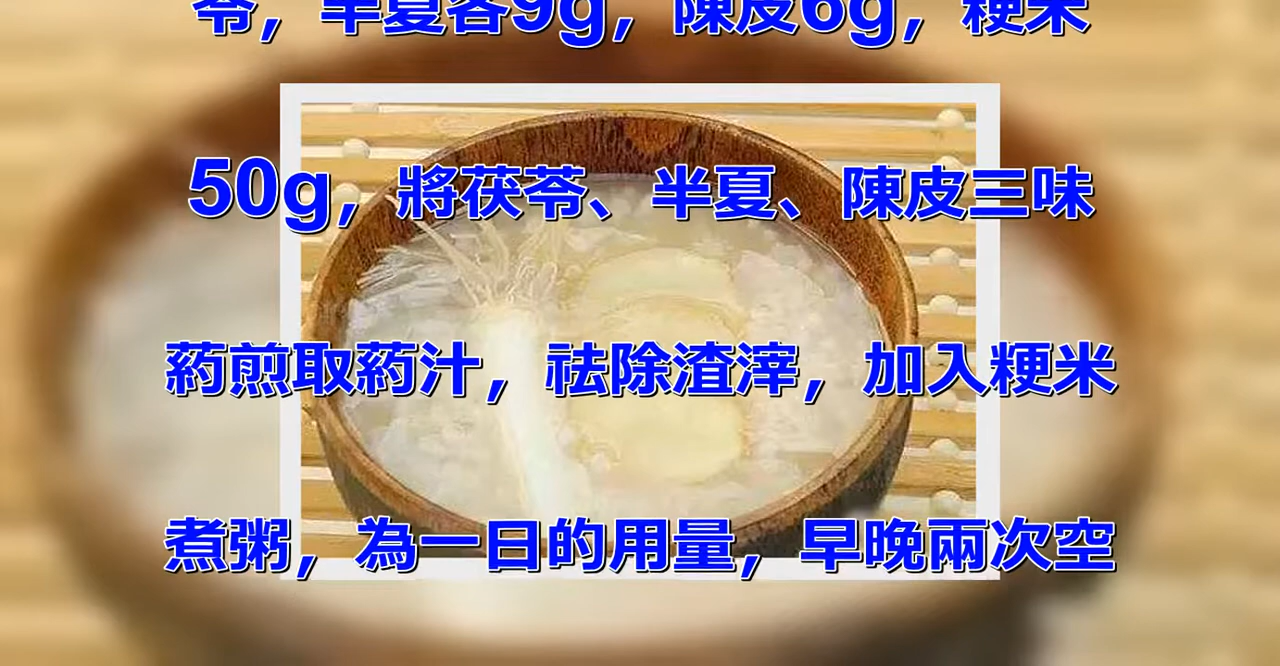 苓，半夏各9g，陳皮6g，粳米
50g，將茯苓、半夏、陳皮三味
葯煎取葯汁，祛除渣滓，加入粳米
煮粥，為一日的用量，早晚兩次空